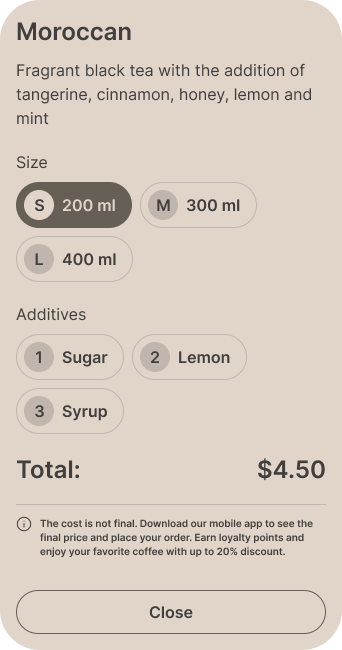 Moroccan
Fragrant black tea with the addition of
tangerine, cinnamon, honey, lemon and
mint
Size
S 200 ml M 300 ml
L 400 ml
Additives
1 Sugar 2 Lemon
3 Syrup
Total: $4.50
The cost is not final. Download our mobile app to see the
final price and place your order. Earn loyalty points and
enjoy your favorite coffee with up to 20% discount.
Close